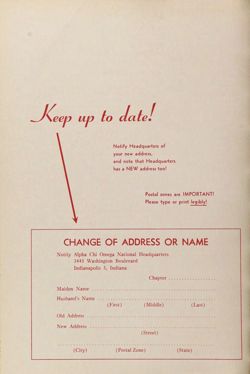 Keep up to date!
Notify Headquarters of
your new address,
and note that Headquarters
has a NEW address too!
Postal zones are IMPORTANT!
Please type or print legibly!
CHANGE OF ADDRESS OR NAME
Notify Alpha Chi Omega National Headquarters
3445 Washington Boulevard
Indianapolis 5, Indiana
Chapter
Maiden Name
Husband's Name
(First) (Middle) (Last)
Old Address
New Address
(Street)
(City) (Postal Zone) (State)